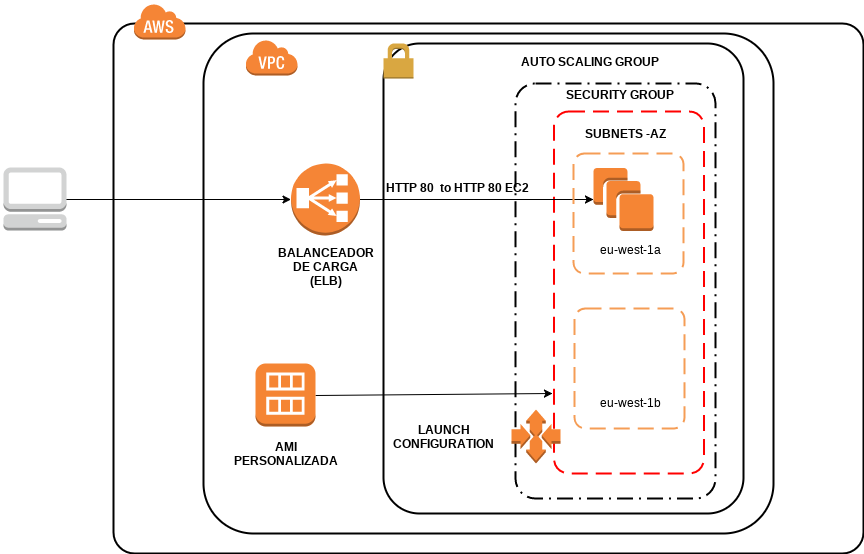 AWS
VPC
AUTO SCALING GROUP
SECURITY GROUP
SUBNETS -AZ
HTTP 80  to HTTP 80 EC2
eu-west-1a
BALANCEADOR
DE CARGA
(ELB)
eu-west-1b
LAUNCH
CONFIGURATION
AMI
PERSONALIZADA